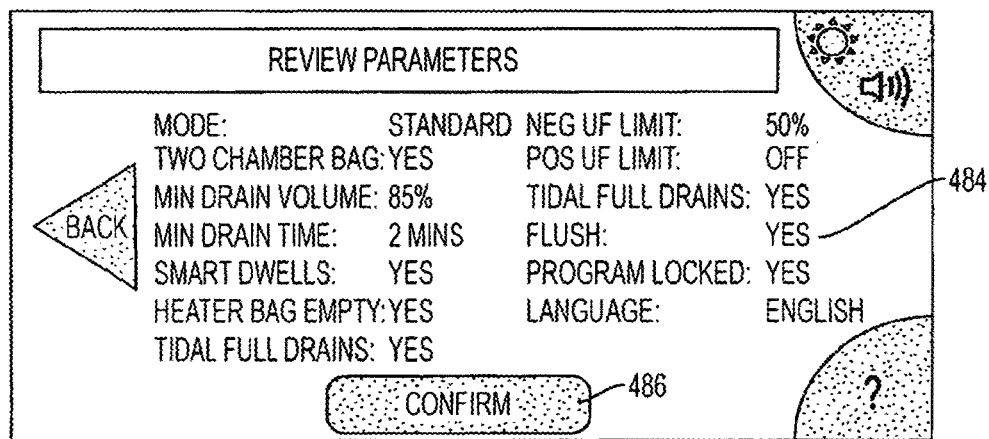 REVIEW PARAMETERS
MODE: STANDARD NEG UF LIMIT: 50%
TWO CHAMBER BAG: YES POS UF LIMIT: OFF
MIN DRAIN VOLUME: 85% TIDAL FULL DRAINS: YES
484
BACK
MIN DRAIN TIME: 2 MINS FLUSH: YES
SMART DWELLS: YES PROGRAM LOCKED: YES
HEATER BAG EMPTY: YES LANGUAGE: ENGLISH
TIDAL FULL DRAINS: YES
CONFIRM
486
?